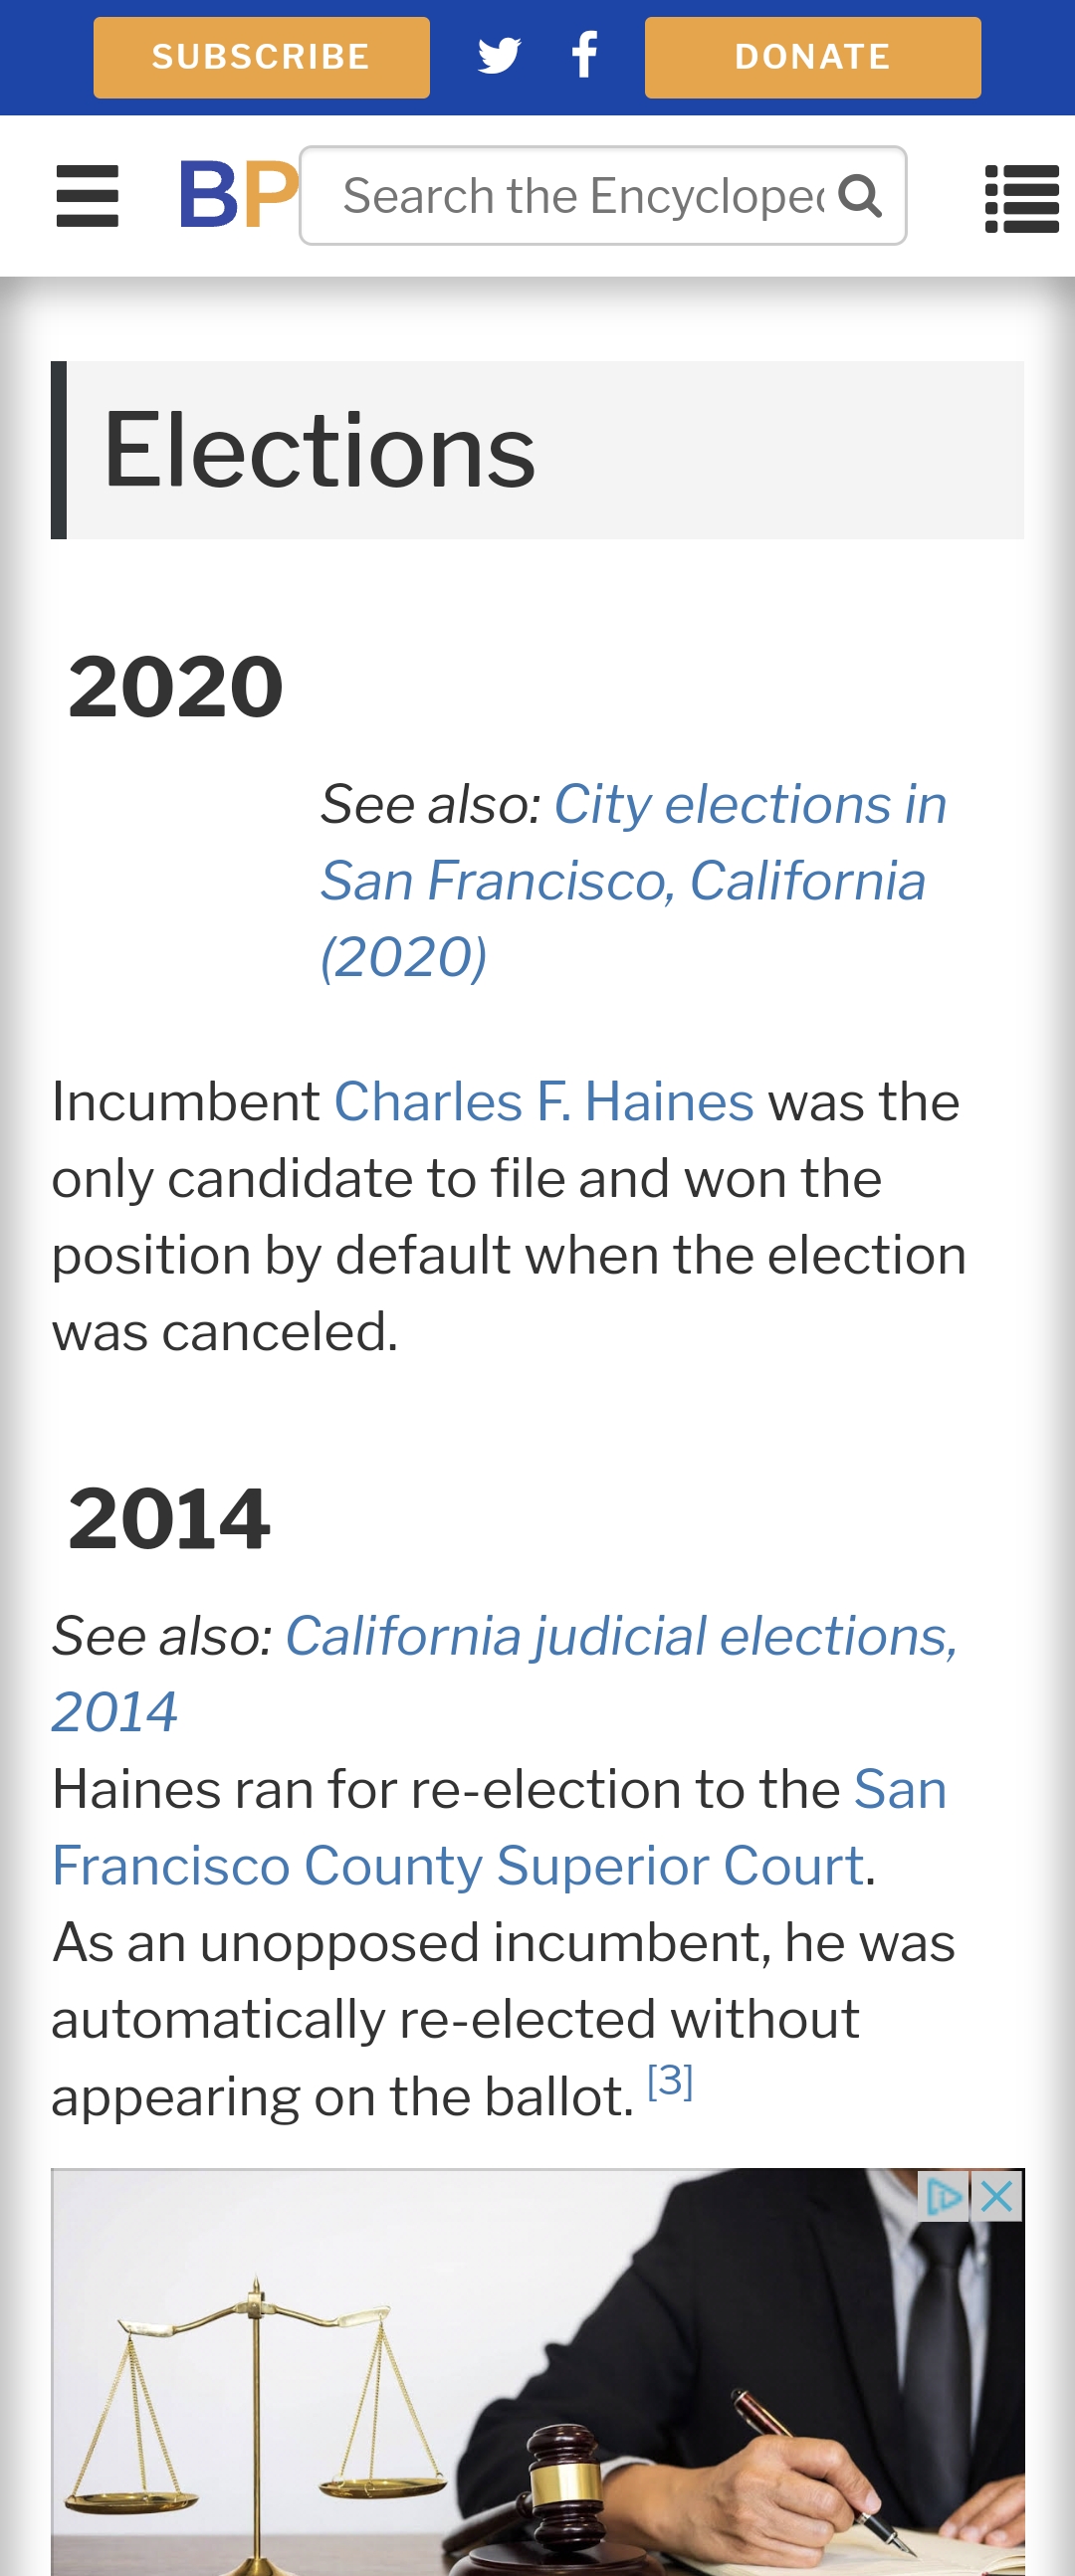 SUBSCRIBE
DONATE
BP
Search the Encyclope
Elections
2020
See also: City elections in
San Francisco, California
(2020)
Incumbent Charles F. Haines was the
only candidate to file and won the
position by default when the election
was canceled.
2014
See also: California judicial elections,
2014
Haines ran for re-election to the San
Francisco County Superior Court.
As an unopposed incumbent, he was
automatically re-elected without
appearing on the ballot. [3]